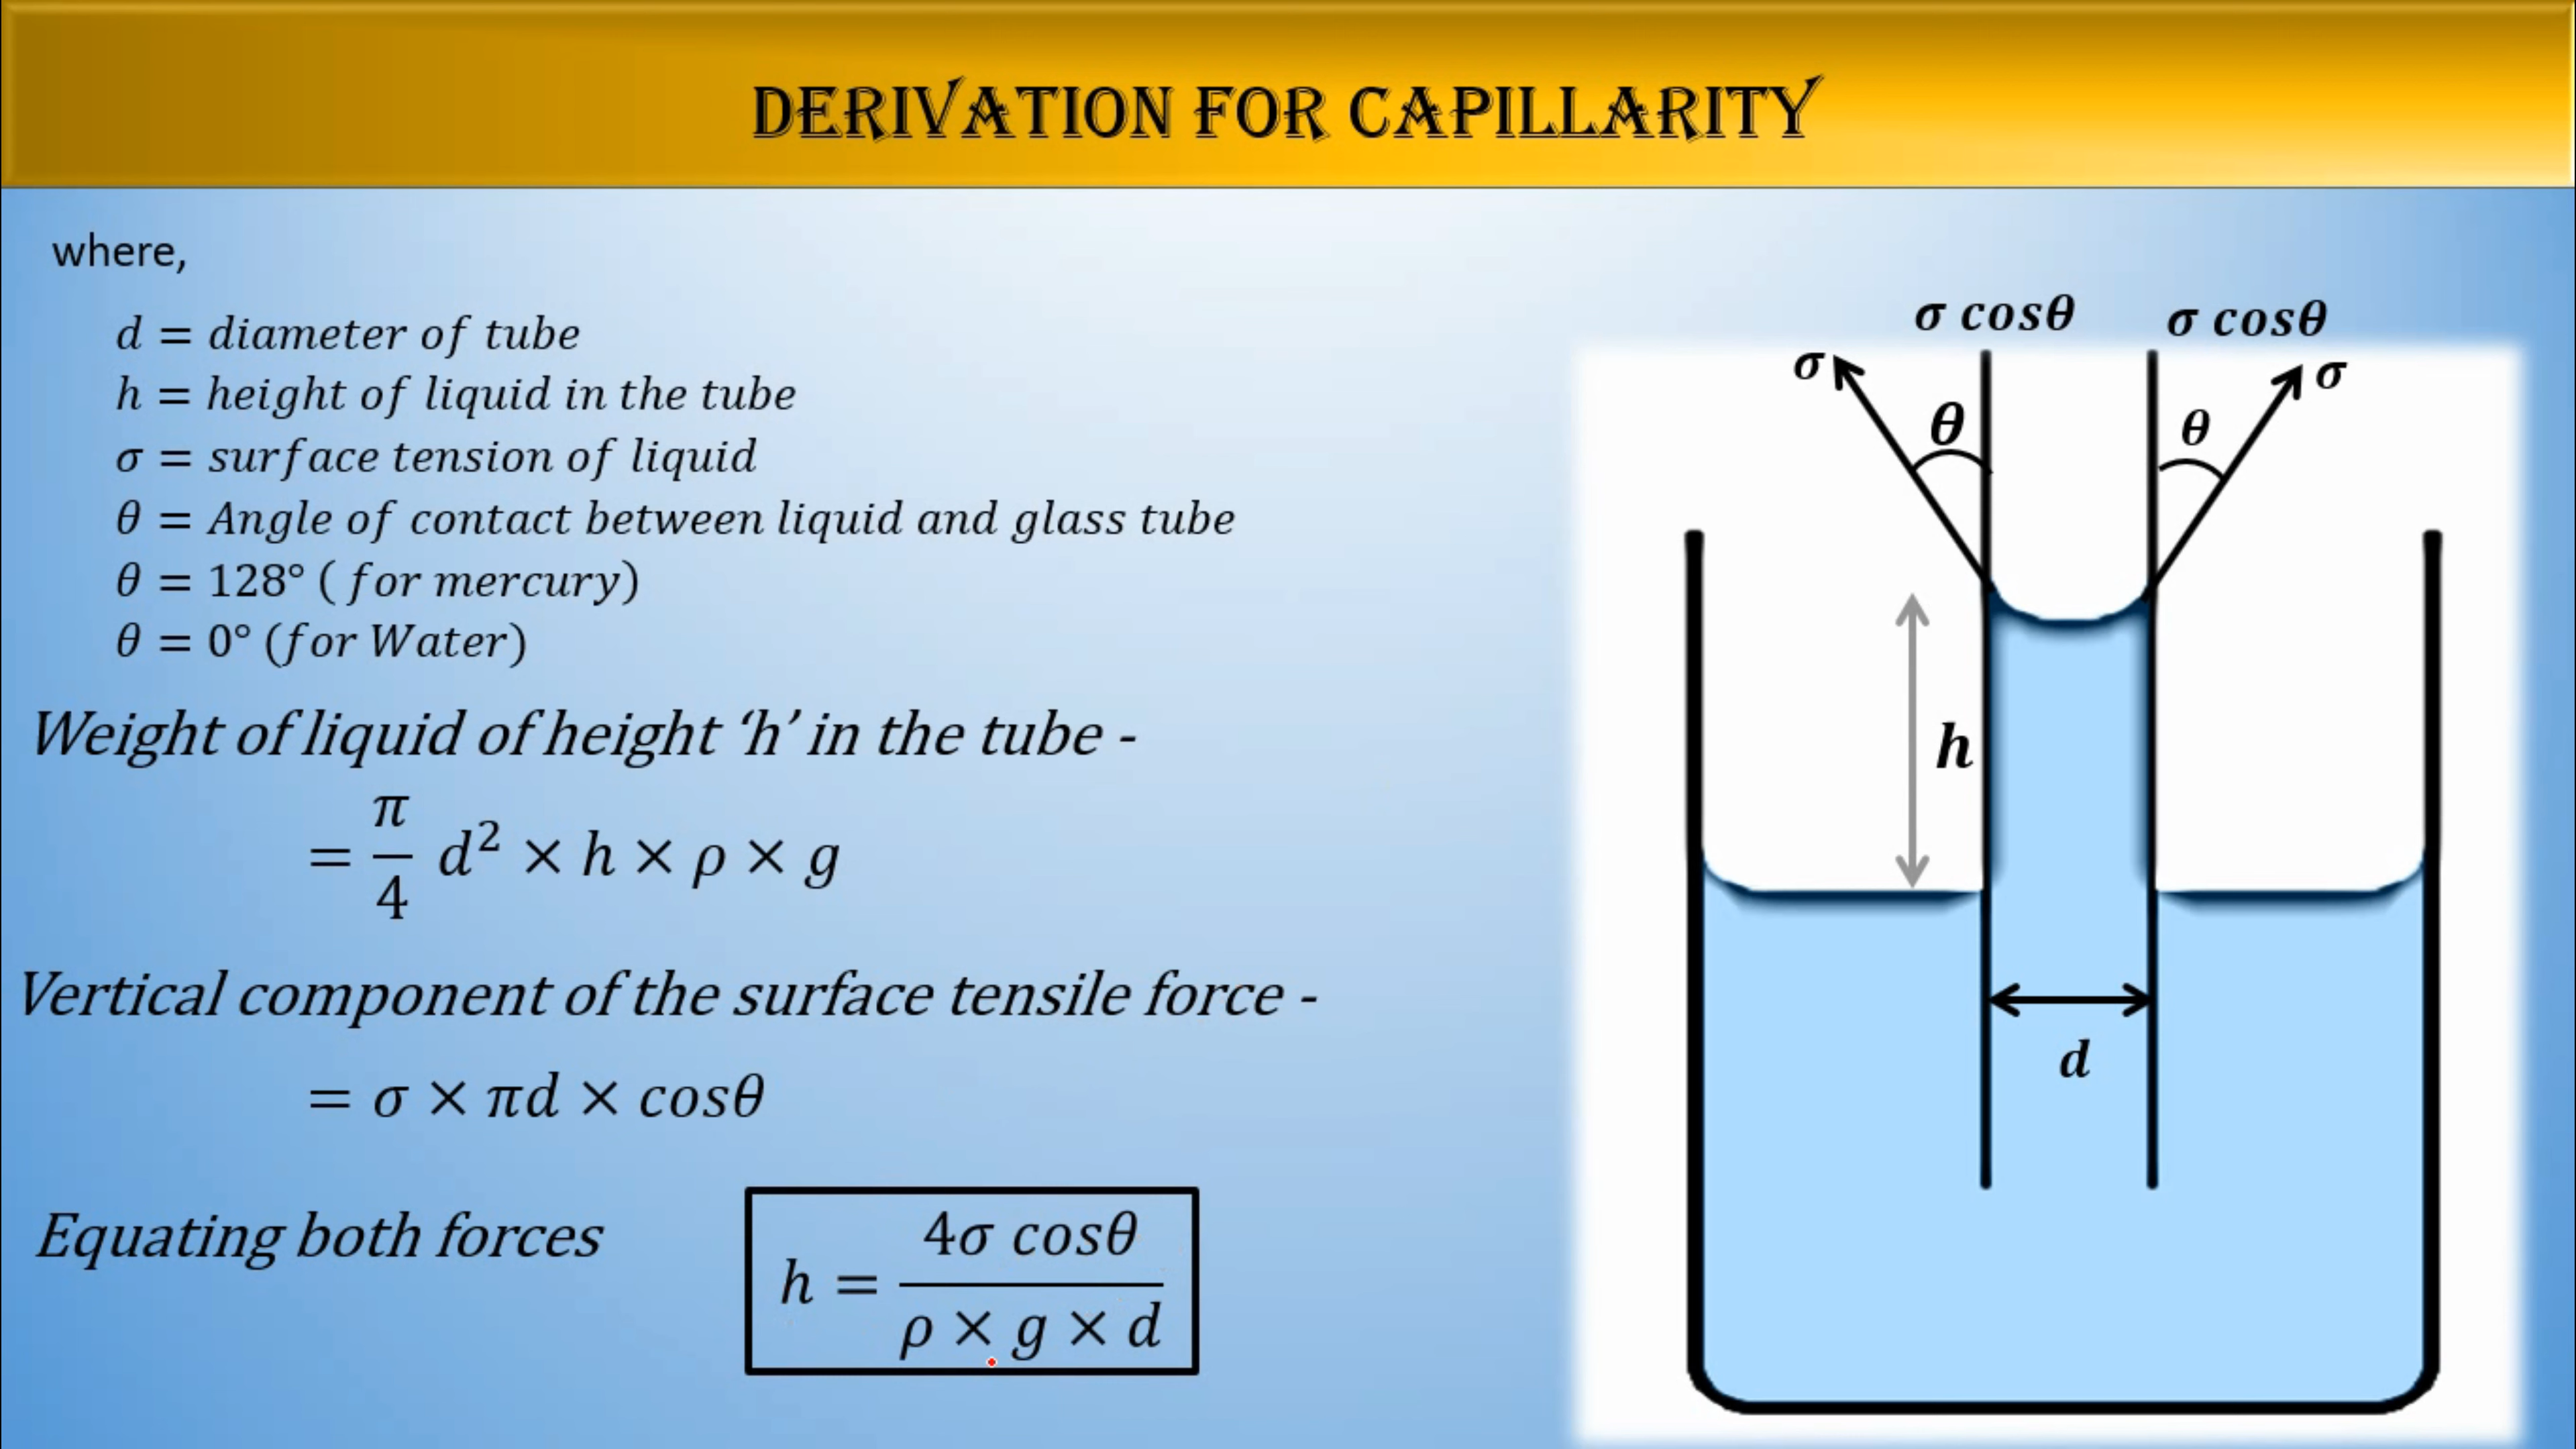 DERIVATION FOR CAPILLARITY
where,
d = diameter of tube
h = height of liquid in the tube
σ = surface tension of liquid
θ = Angle of contact between liquid and glass tube
θ = 128° ( for mercury)
θ = 0° (for Water)
Weight of liquid of height ‘h’ in the tube -
= π/4 d² × h × ρ × g
Vertical component of the surface tensile force -
= σ × πd × cosθ
Equating both forces
h = 4σ cosθ / ρ × g × d
σ cosθ σ cosθ
σ σ
θ θ
h
d